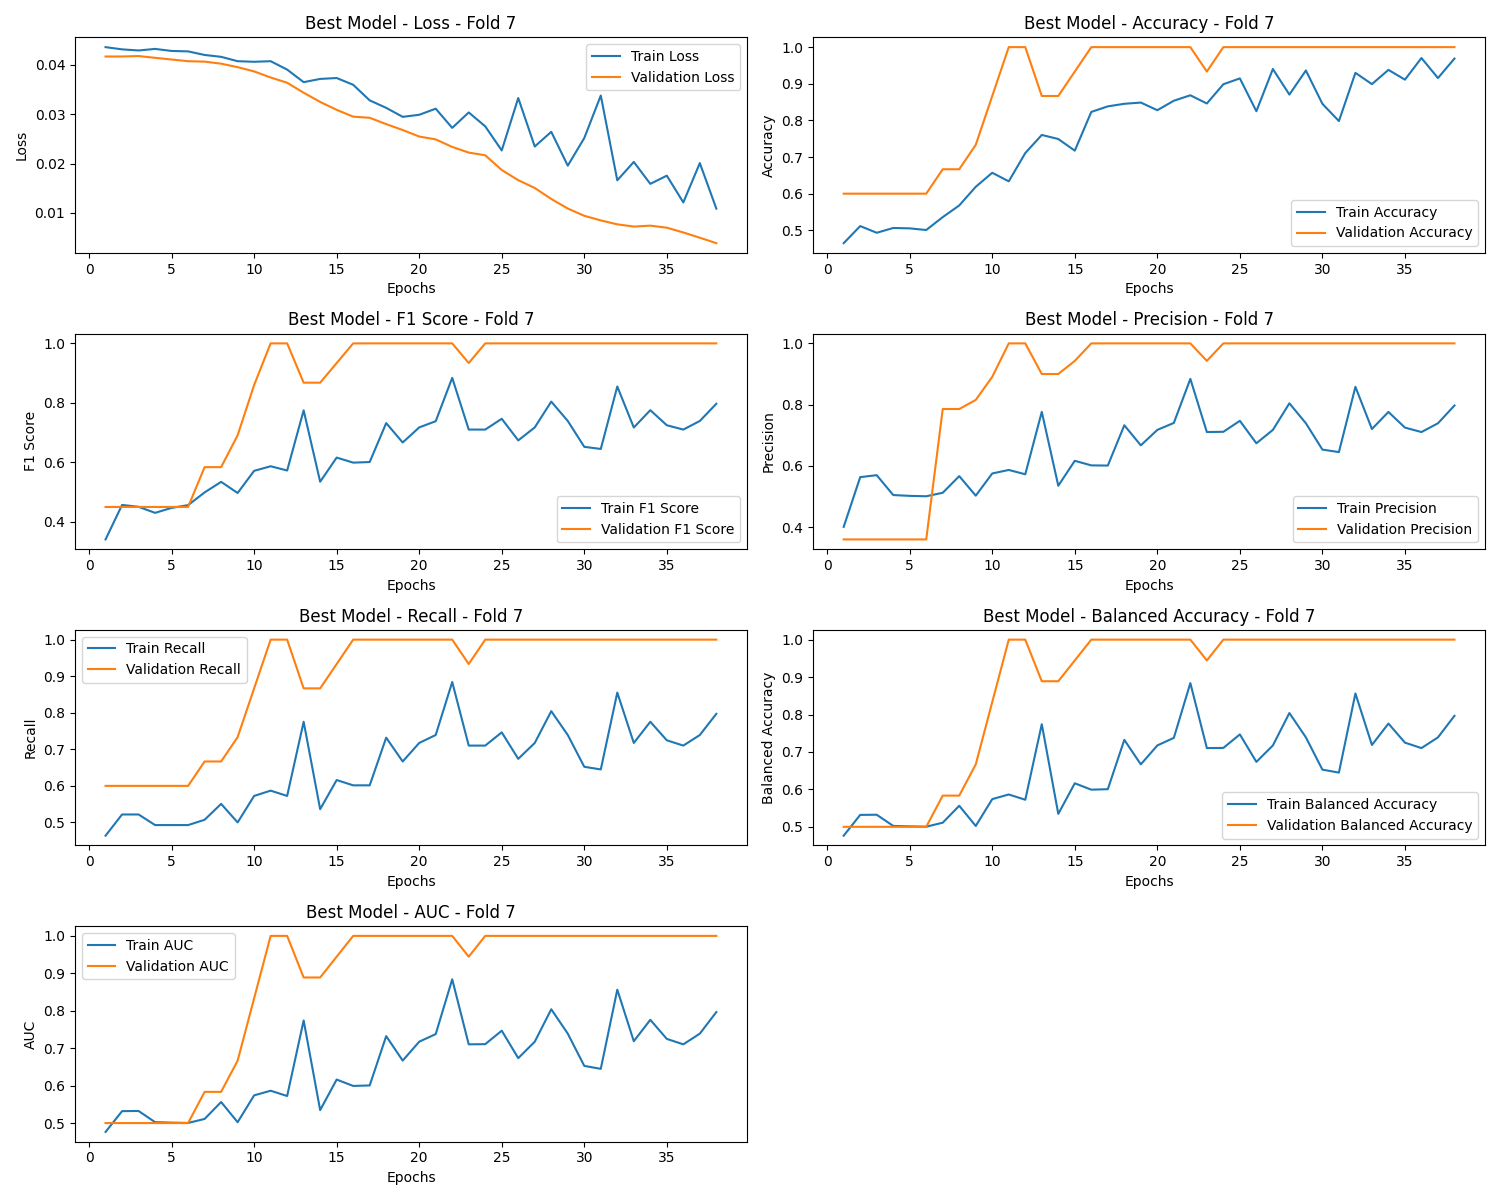 Best Model - Loss - Fold 7
Loss
0.04
0.03
0.02
0.01
Train Loss
Validation Loss
0 5 10 15 20 25 30 35
Epochs
Best Model - Accuracy - Fold 7
Accuracy
1.0
0.9
0.8
0.7
0.6
0.5
Train Accuracy
Validation Accuracy
0 5 10 15 20 25 30 35
Epochs
Best Model - F1 Score - Fold 7
F1 Score
1.0
0.8
0.6
0.4
Train F1 Score
Validation F1 Score
0 5 10 15 20 25 30 35
Epochs
Best Model - Precision - Fold 7
Precision
1.0
0.8
0.6
0.4
Train Precision
Validation Precision
0 5 10 15 20 25 30 35
Epochs
Best Model - Recall - Fold 7
Recall
1.0
0.9
0.8
0.7
0.6
0.5
Train Recall
Validation Recall
0 5 10 15 20 25 30 35
Epochs
Best Model - Balanced Accuracy - Fold 7
Balanced Accuracy
1.0
0.9
0.8
0.7
0.6
0.5
Train Balanced Accuracy
Validation Balanced Accuracy
0 5 10 15 20 25 30 35
Epochs
Best Model - AUC - Fold 7
AUC
1.0
0.9
0.8
0.7
0.6
0.5
Train AUC
Validation AUC
0 5 10 15 20 25 30 35
Epochs